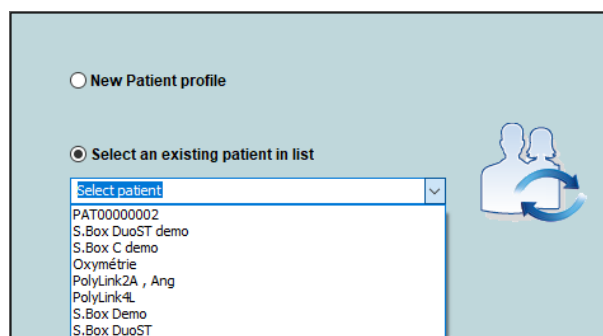 New Patient profile
Select an existing patient in list
Select patient
PAT00000002
S.Box DuoST demo
S.Box C demo
Oxymétrie
PolyLink2A , Ang
PolyLink4L
S.Box Demo
S.Box DuoST